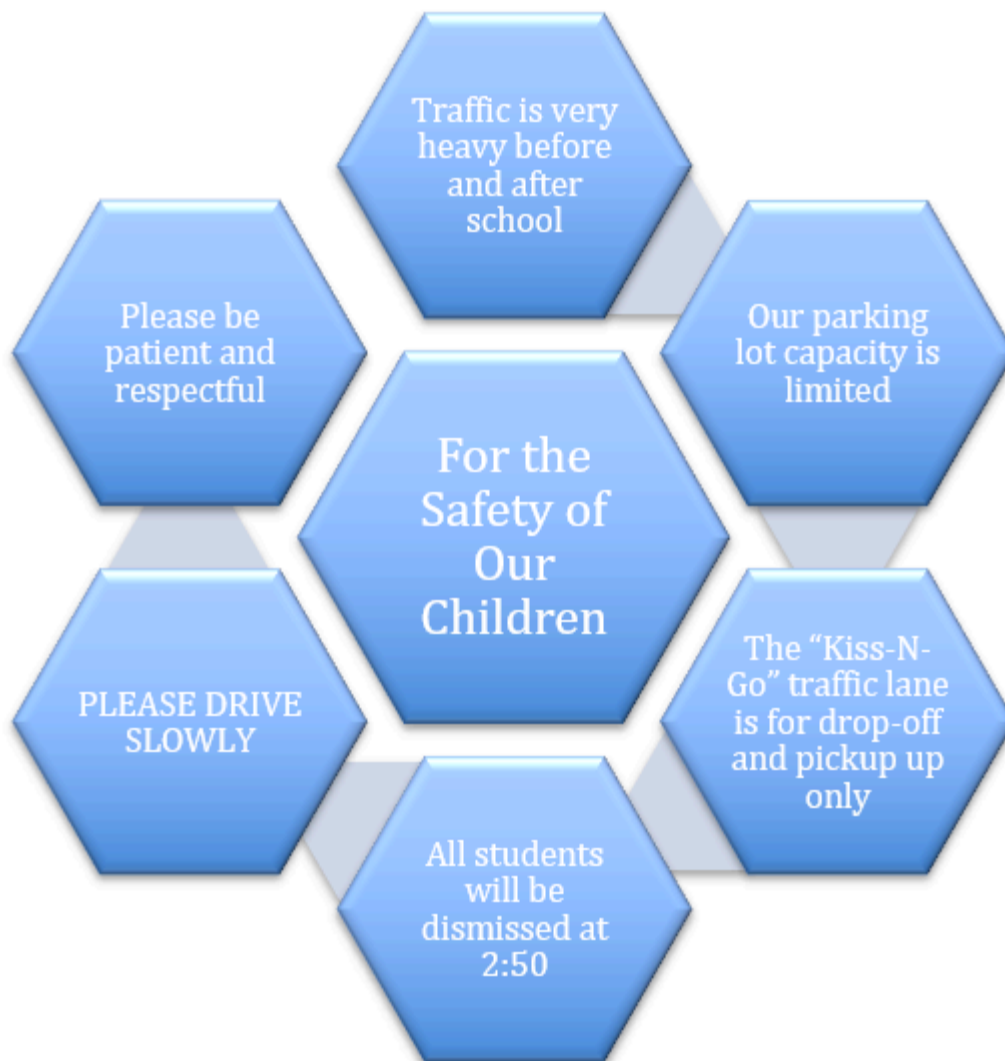 Traffic is very
heavy before
and after
school
Our parking
lot capacity is
limited
The “Kiss-N-
Go” traffic lane
is for drop-off
and pickup up
only
All students
will be
dismissed at
2:50
PLEASE DRIVE
SLOWLY
Please be
patient and
respectful
For the
Safety of
Our
Children